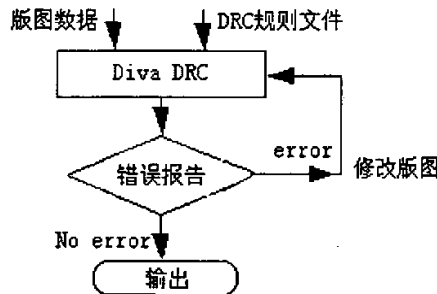 版图数据
DRC规则文件
Diva DRC
错误报告
error
修改版图
No error
输出